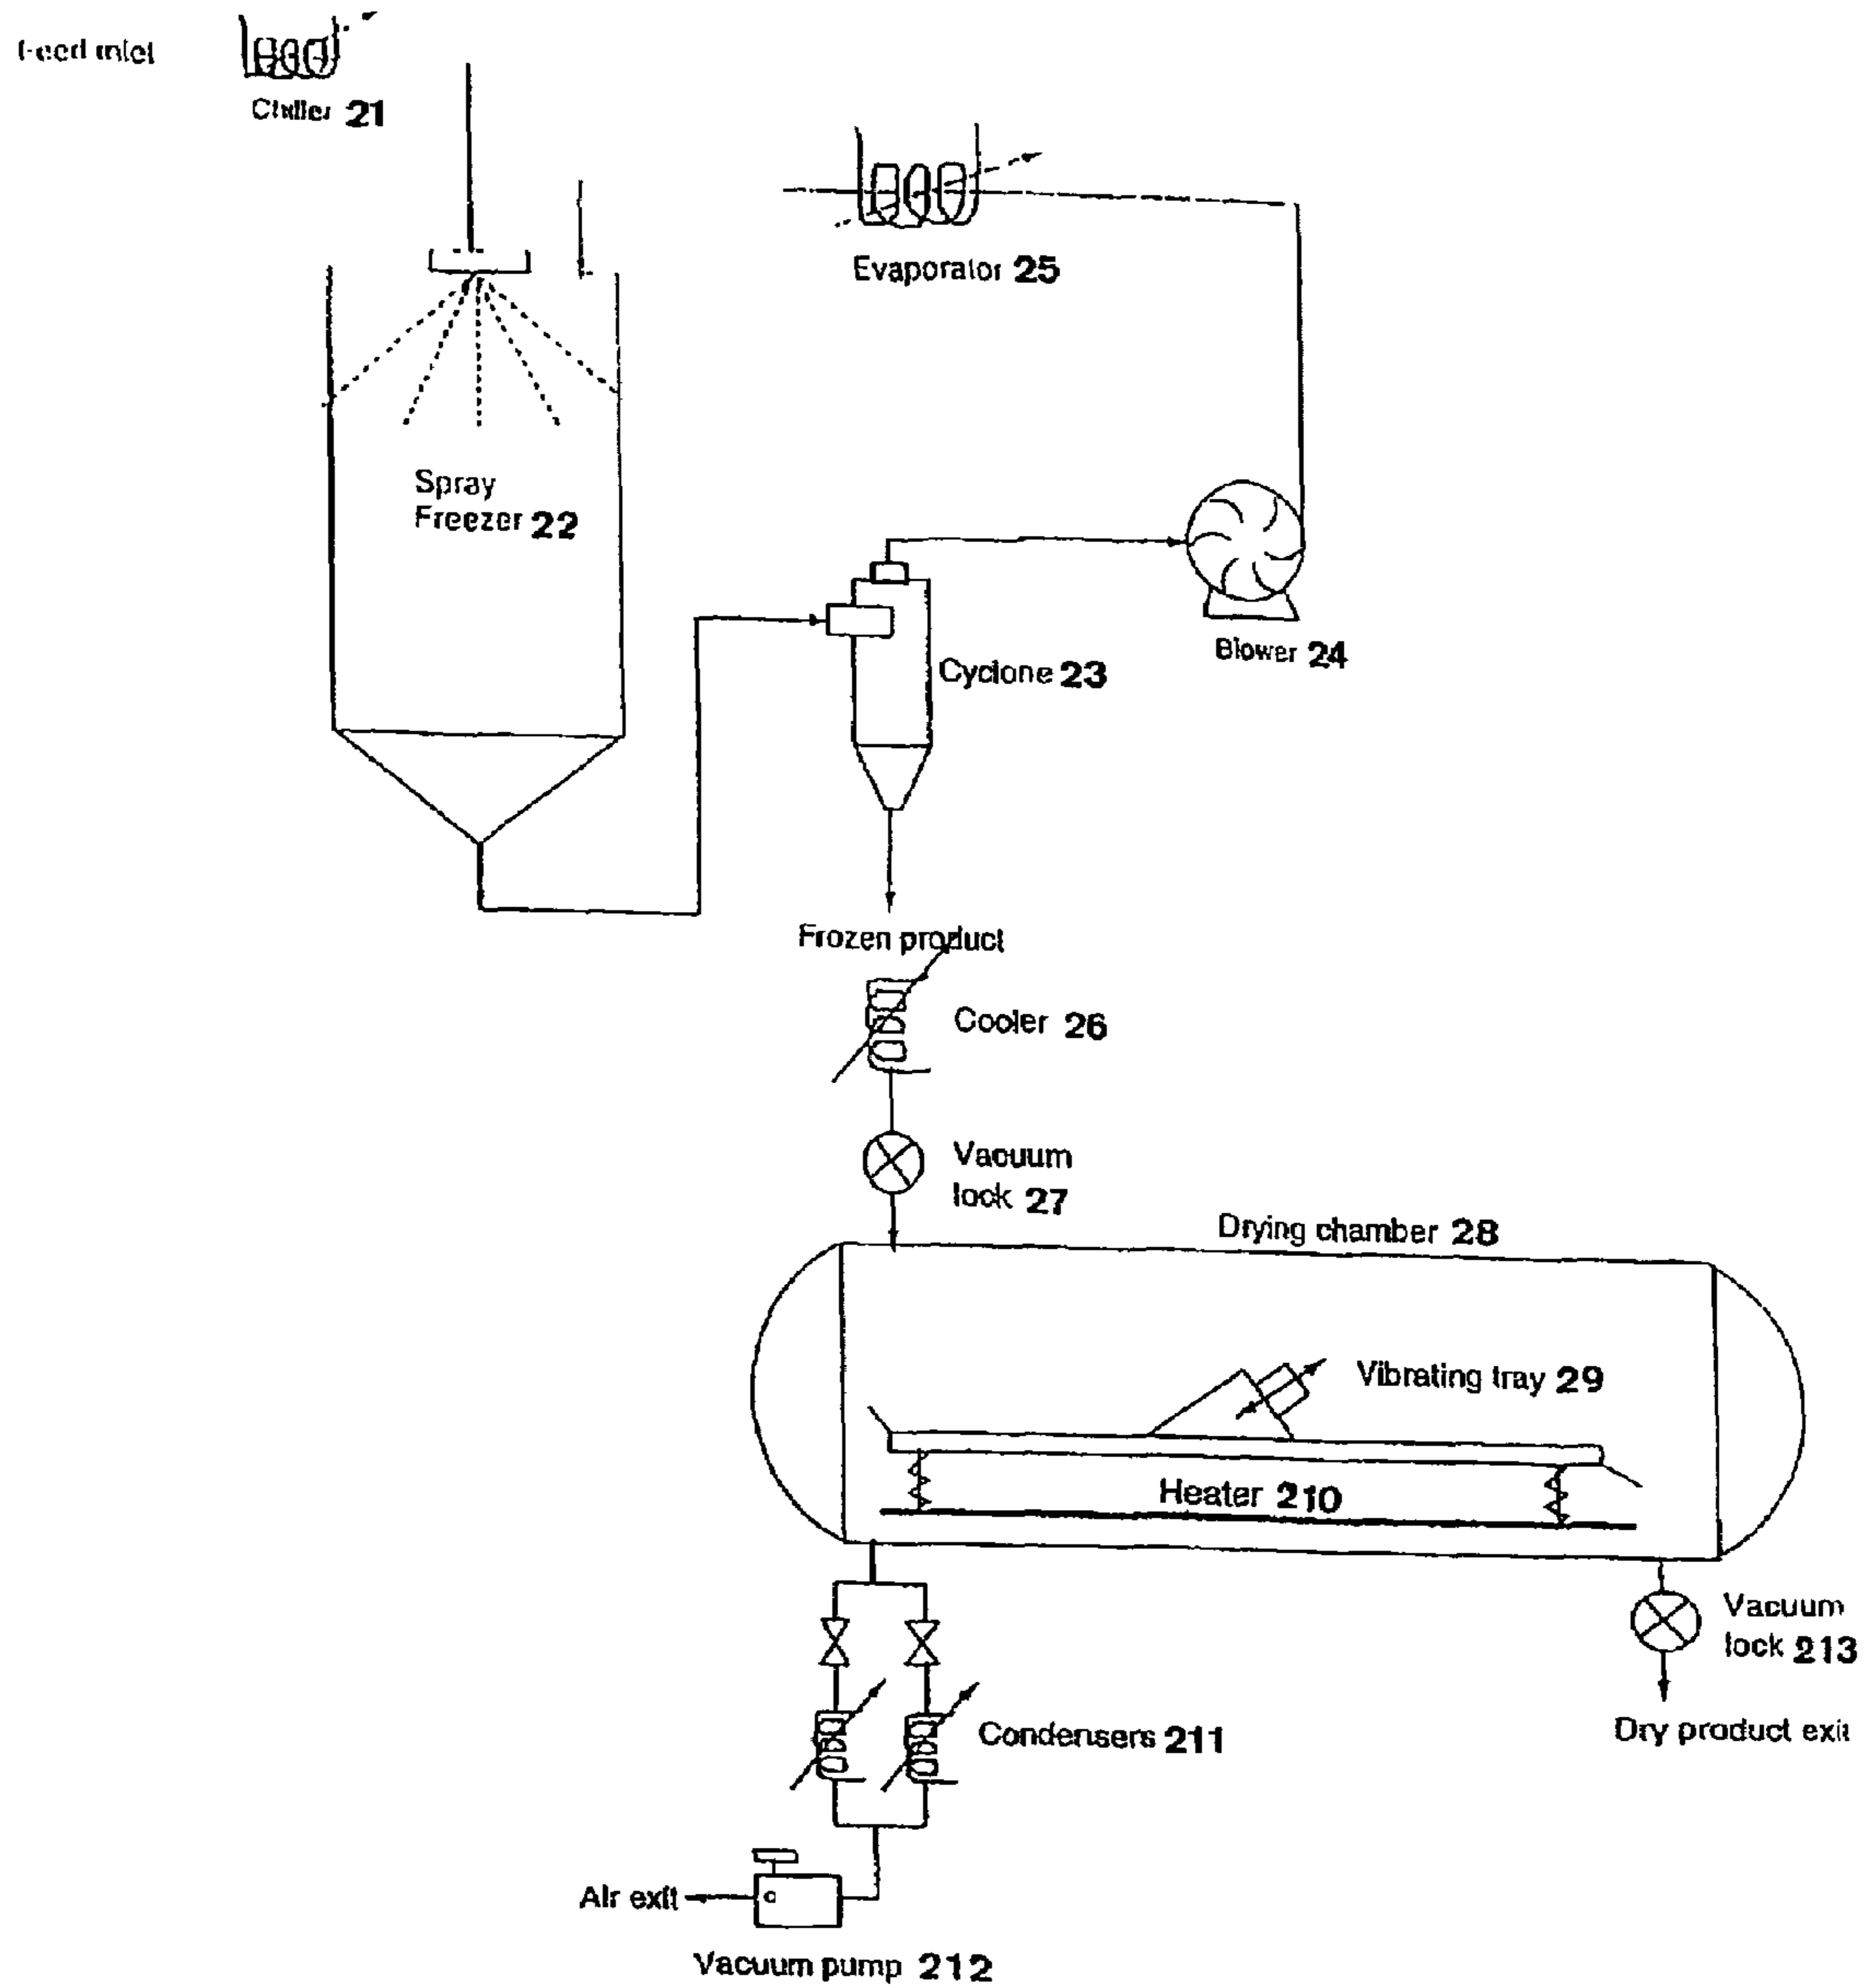 Feed inlet
Chiller 21
Evaporator 25
Spray
Freezer 22
Blower 24
Cyclone 23
Frozen product
Cooler 26
Vacuum
lock 27
Drying chamber 28
Vibrating tray 29
Heater 210
Vacuum
lock 213
Dry product exit
Condensers 211
Air exit
Vacuum pump 212